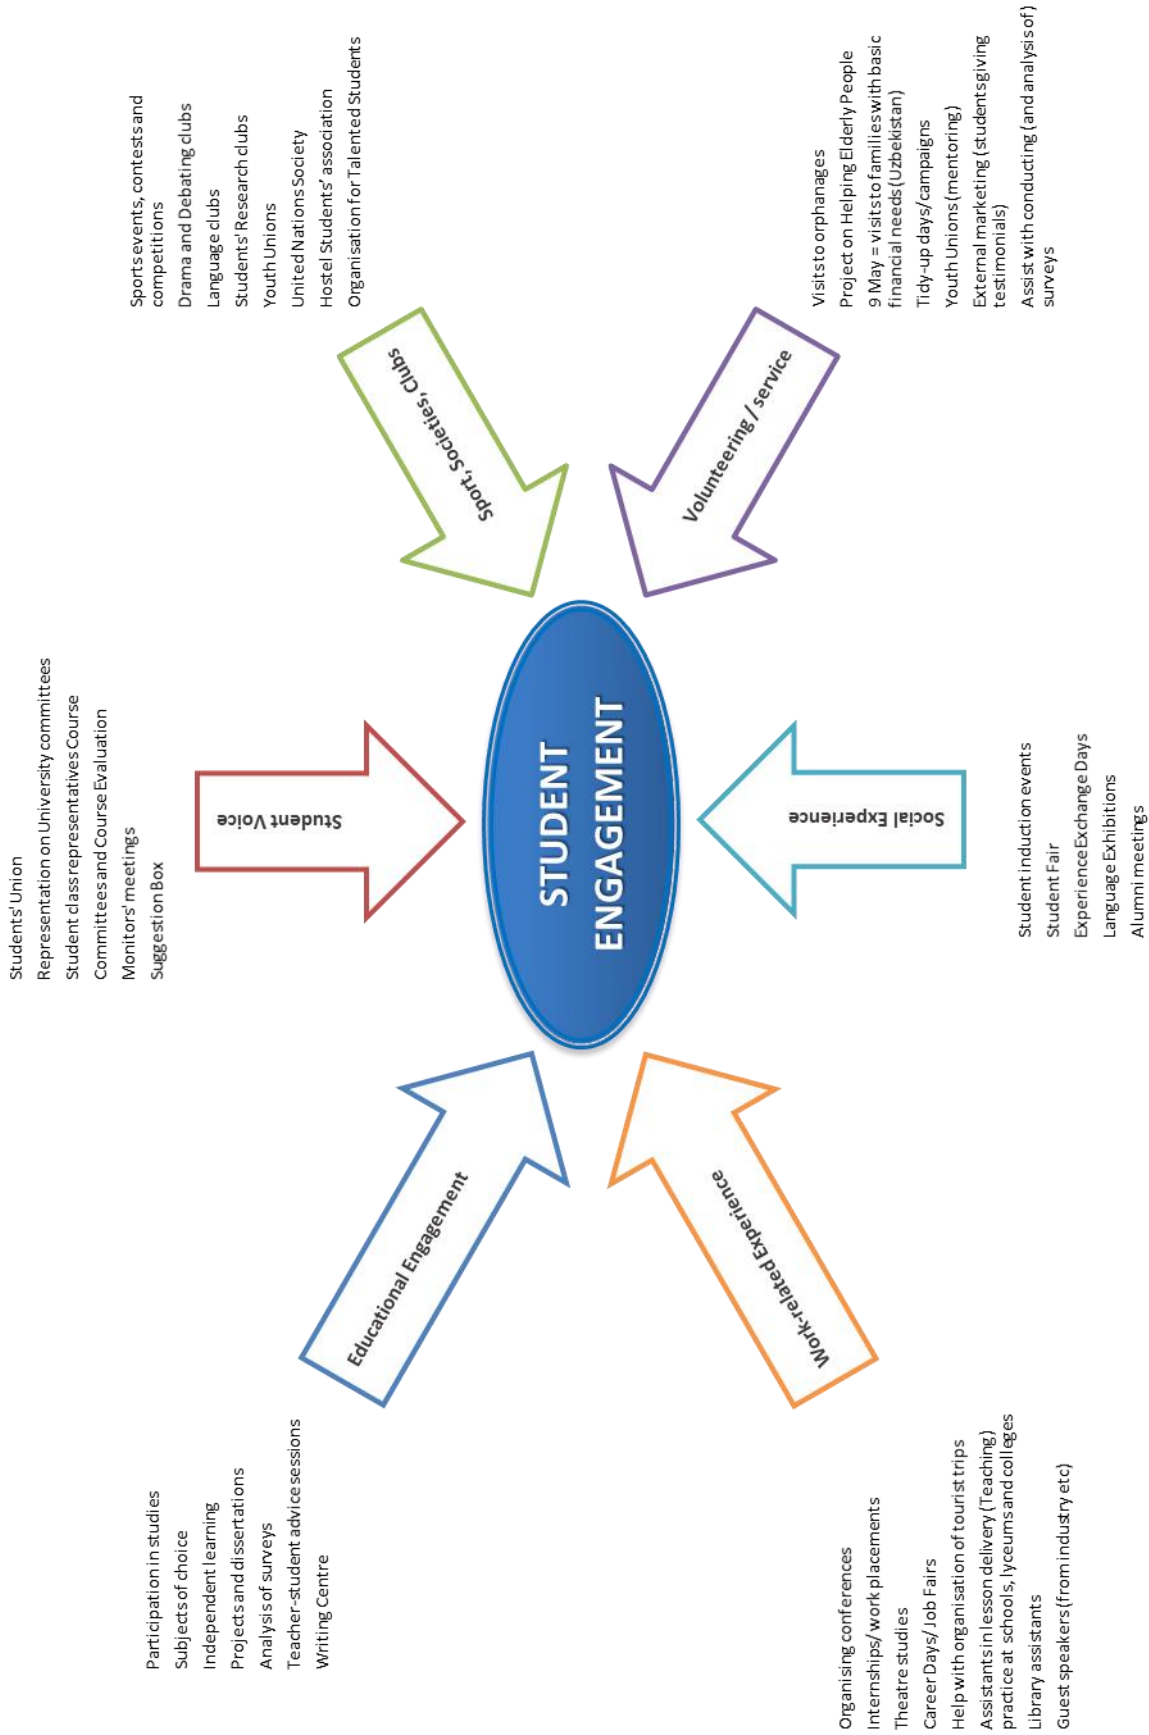 Participation in studies
Subjects of choice
Independent learning
Projects and dissertations
Analysis of surveys
Teacher-student advice sessions
Writing Centre
Educational Engagement
Students' Union
Representation on University committees
Student class representatives Course
Committees and Course Evaluation
Monitors' meetings
Suggestion Box
Student Voice
Sports events, contests and
competitions
Drama and Debating clubs
Language clubs
Students' Research clubs
Youth Unions
United Nations Society
Hostel Students' association
Organisation for Talented Students
Sport, Societies, Clubs
STUDENT
ENGAGEMENT
Work-related Experience
Organising conferences
Internships/ work placements
Theatre studies
Career Days/ Job Fairs
Help with organisation of tourist trips
Assistants in lesson delivery (Teaching)
practice at schools, lyceums and colleges
Library assistants
Guest speakers (from industry etc)
Social Experience
Student induction events
Student Fair
Experience Exchange Days
Language Exhibitions
Alumni meetings
Volunteering / service
Visits to orphanages
Project on Helping Elderly People
9 May = visits to families with basic
financial needs (Uzbekistan)
Tidy-up days/campaigns
Youth Unions (mentoring)
External marketing (students giving
testimonials)
Assist with conducting (and analysis of)
surveys